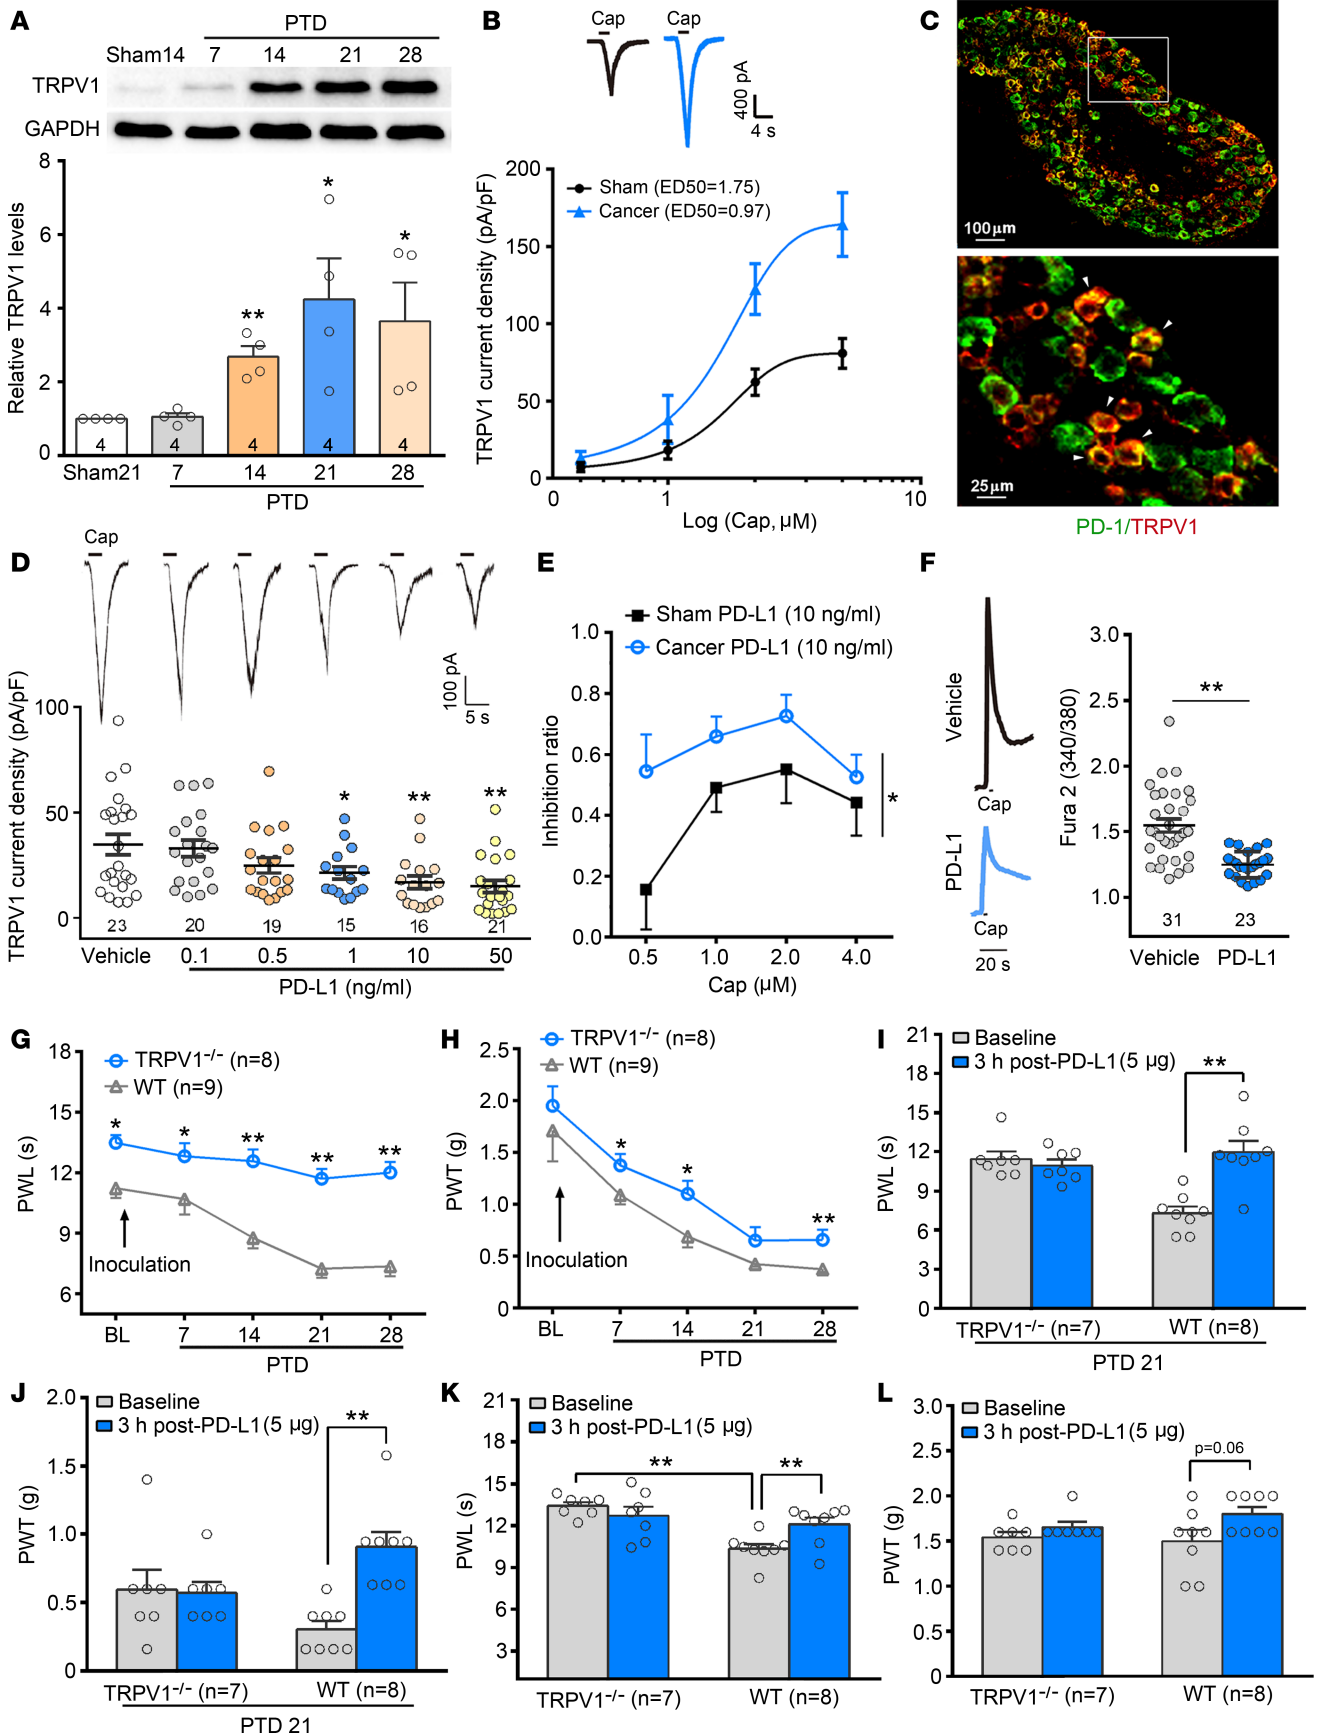 A
PTD
Sham14 7 14 21 28
TRPV1
GAPDH
Relative TRPV1 levels
8
6
4
2
0
*
*
**
4 4 4 4 4
Sham21 7 14 21 28
PTD
B
Cap Cap
400 pA
4 s
TRPV1 current density (pA/pF)
200
150
100
50
0
Sham (ED50=1.75)
Cancer (ED50=0.97)
0 1 10
Log (Cap, µM)
C
100µm
25µm
PD-1/TRPV1
D
Cap
100 pA
5 s
TRPV1 current density (pA/pF)
100
50
0
* ** **
23 20 19 15 16 21
Vehicle 0.1 0.5 1 10 50
PD-L1 (ng/ml)
E
Sham PD-L1 (10 ng/ml)
Cancer PD-L1 (10 ng/ml)
Inhibition ratio
1.0
0.8
0.6
0.4
0.2
0.0
*
0.5 1.0 2.0 4.0
Cap (µM)
F
Vehicle
Cap
PD-L1
Cap
20 s
Fura 2 (340/380)
3.0
2.5
2.0
1.5
1.0
**
31 23
Vehicle PD-L1
G
TRPV1-/- (n=8)
WT (n=9)
PWL (s)
18
15
12
9
6
* * ** ** **
Inoculation
BL 7 14 21 28
PTD
H
TRPV1-/- (n=8)
WT (n=9)
PWT (g)
2.5
2.0
1.5
1.0
0.5
0
* * **
Inoculation
BL 7 14 21 28
PTD
I
Baseline
3 h post-PD-L1(5 µg)
PWL (s)
21
18
15
12
9
6
3
0
**
TRPV1-/- (n=7) WT (n=8)
PTD 21
J
Baseline
3 h post-PD-L1(5 µg)
PWT (g)
2.0
1.5
1.0
0.5
0
**
TRPV1-/- (n=7) WT (n=8)
PTD 21
K
Baseline
3 h post-PD-L1(5 µg)
PWL (s)
21
18
15
12
9
6
3
** **
TRPV1-/- (n=7) WT (n=8)
L
Baseline
3 h post-PD-L1(5 µg)
PWT (g)
3.0
2.5
2.0
1.5
1.0
0.5
0
p=0.06
TRPV1-/- (n=7) WT (n=8)